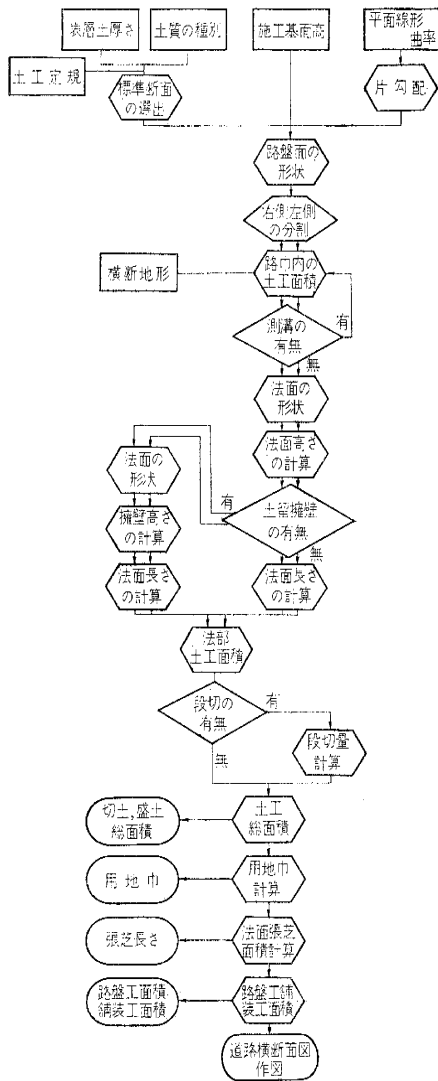 表層土厚さ
土質の種別
施工基面高
平面線形
曲率
土工定規
標準断面
の選出
片勾配
路盤面の
形状
右側左側
の分割
横断地形
路巾内の
土工面積
測溝の
有無
有
無
法面の
形状
法面高さ
の計算
法面の
形状
有
土留擁壁
の有無
擁壁高さ
の計算
無
法面長さ
の計算
法面長さ
の計算
法部
土工面積
段切の
有無
有
無
段切量
計算
切土,盛土
総面積
土工
総面積
用地巾
用地巾
計算
張芝長さ
法面張芝
面積計算
路盤工面積
舗装工面積
路盤工舗
装工面積
道路横断面図
作図